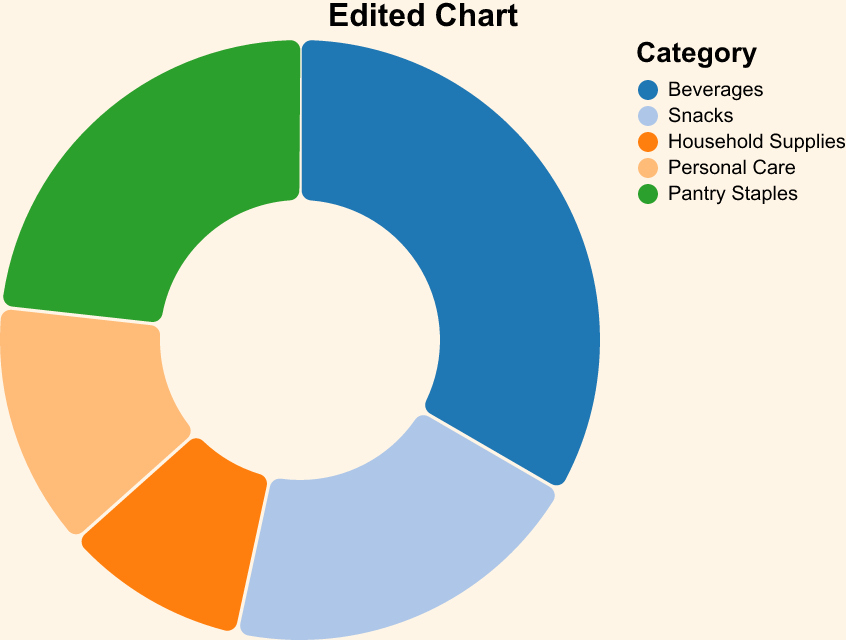 Edited Chart
Category
Beverages
Snacks
Household Supplies
Personal Care
Pantry Staples